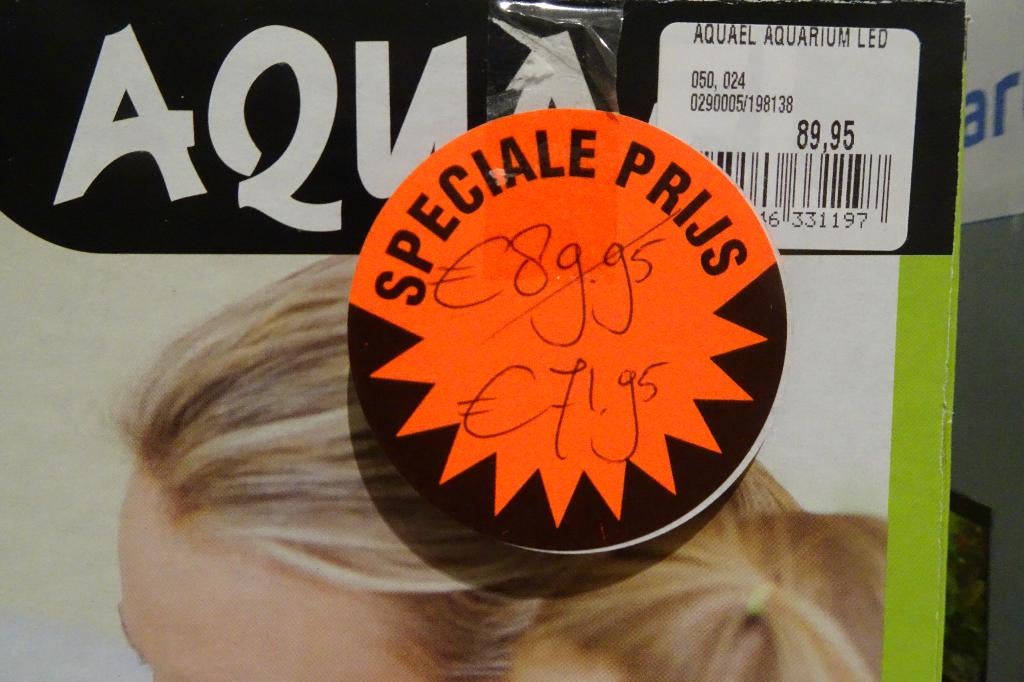 AQUA
AQUAEL AQUARIUM LED
050, 024
0290005/198138
89,95
331197
SPECIALE PRIJS
€ 89.95
€ 71.95